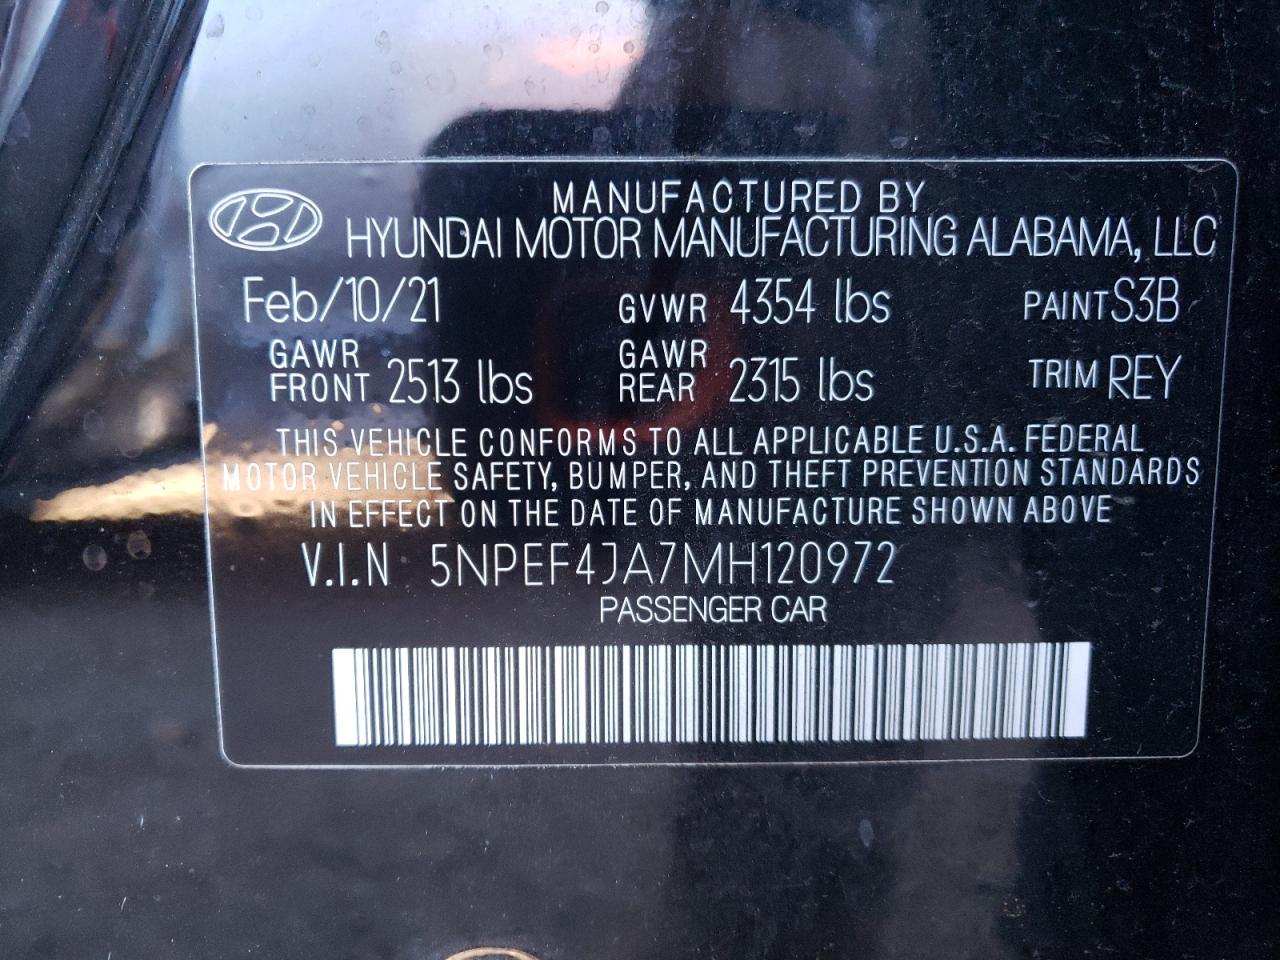 MANUFACTURED BY
HYUNDAI MOTOR MANUFACTURING ALABAMA, LLC
Feb/10/21 GVWR 4354 lbs PAINT S3B
GAWR FRONT 2513 lbs GAWR REAR 2315 lbs TRIM REY
THIS VEHICLE CONFORMS TO ALL APPLICABLE U.S.A. FEDERAL
MOTOR VEHICLE SAFETY, BUMPER, AND THEFT PREVENTION STANDARDS
IN EFFECT ON THE DATE OF MANUFACTURE SHOWN ABOVE
V.I.N 5NPEF4JA7MH120972
PASSENGER CAR